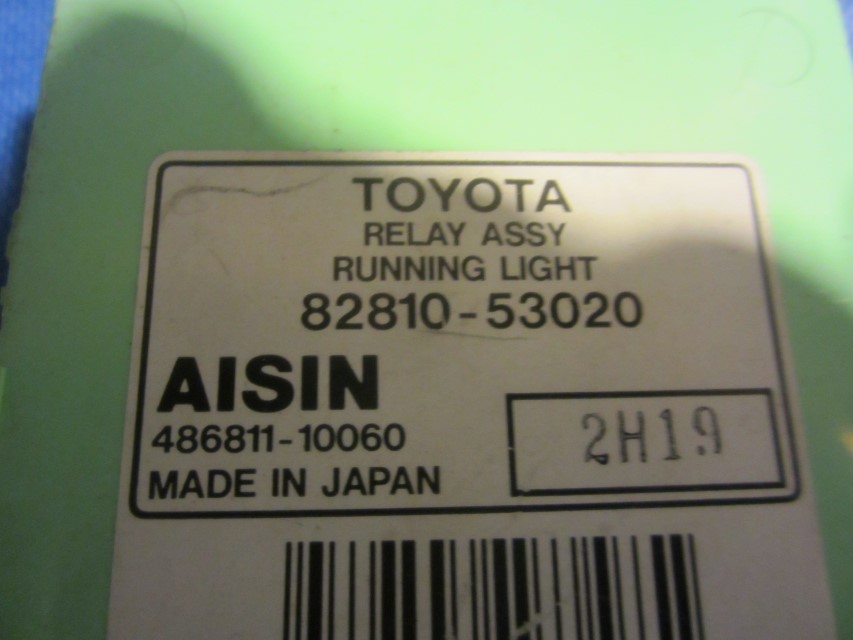 TOYOTA
RELAY ASSY
RUNNING LIGHT
82810-53020
AISIN
486811-10060
MADE IN JAPAN
2H19